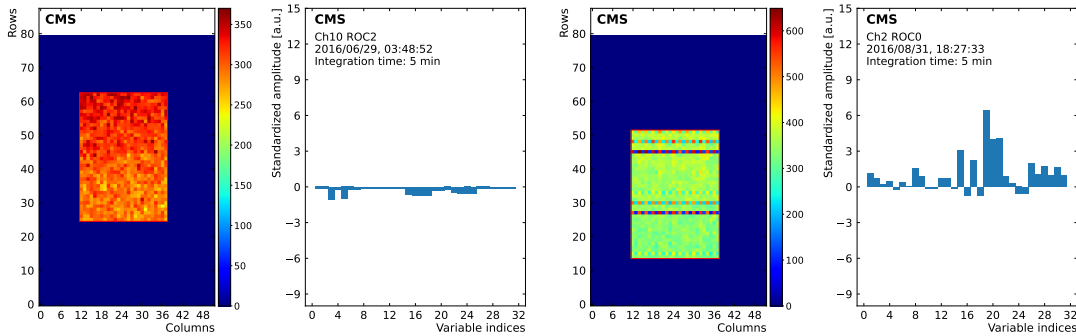 CMS
Rows
80
70
60
50
40
30
20
10
0
0 6 12 18 24 30 36 42 48
Columns
350
300
250
200
150
100
50
0
CMS
Ch10 ROC2
2016/06/29, 03:48:52
Integration time: 5 min
Standardized amplitude [a.u.]
15
12
9
6
3
0
−3
−6
−9
0 4 8 12 16 20 24 28 32
Variable indices
CMS
Rows
80
70
60
50
40
30
20
10
0
0 6 12 18 24 30 36 42 48
Columns
600
500
400
300
200
100
0
CMS
Ch2 ROC0
2016/08/31, 18:27:33
Integration time: 5 min
Standardized amplitude [a.u.]
15
12
9
6
3
0
−3
−6
−9
0 4 8 12 16 20 24 28 32
Variable indices